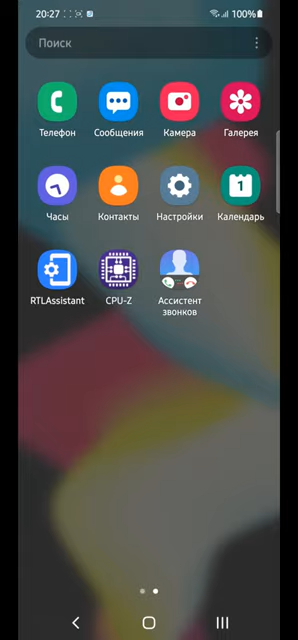 20:27 100%
Поиск
Телефон Сообщения Камера Галерея
Часы Контакты Настройки Календарь
1
RTLAssistant CPU-Z Ассистент
звонков